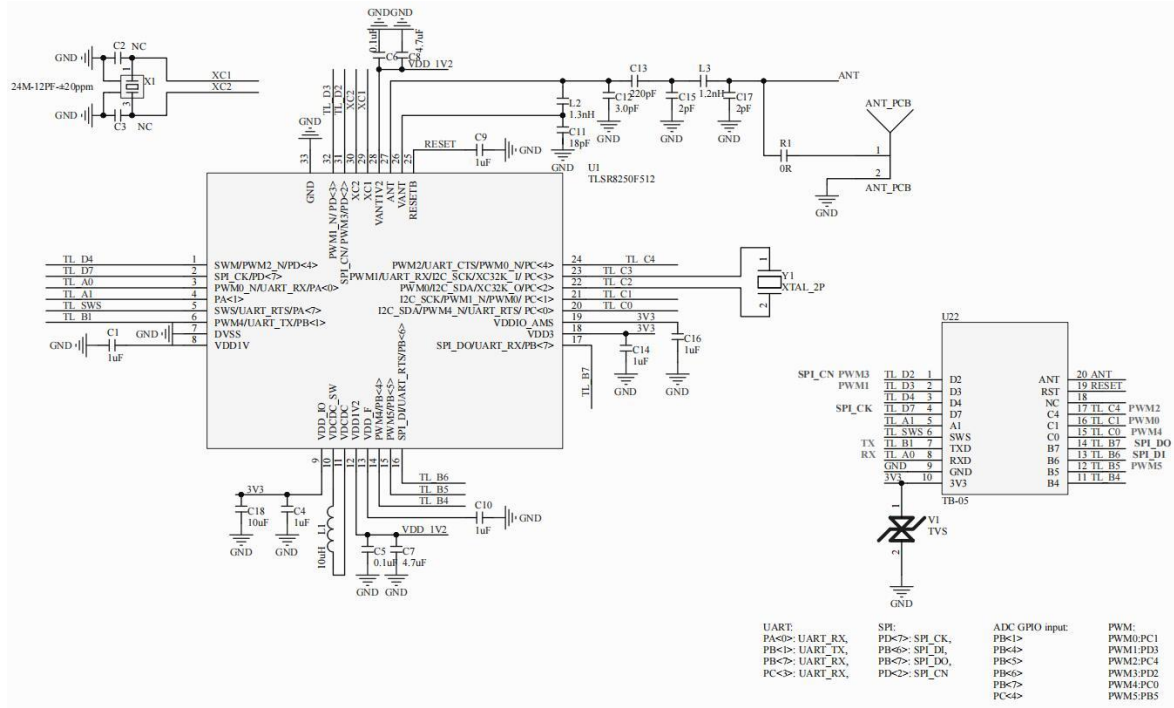 GND GND
0.1uF
4.7uF
C6 C8
VDD_1V2
C2 NC
GND
1
X1
24M-12PF-±20ppm
3
GND
C3 NC
XC1
XC2
TL_D3
TL_D2
XC2
XC1
C13
220pF
L3
1.2nH
ANT
L2
1.3nH
C12
3.0pF
C15
2pF
C17
2pF
GND GND GND
C11
18pF
GND
R1
0R
ANT_PCB
1
2
ANT_PCB
GND
RESET
C9
1uF
GND
GND
U1
TLSR8250F512
33 32 31 30 29 28 27 26 25
GND
PWM1_N/ PD<3>
SPI_CN/ PWM3/PD<2>
XC2
XC1
VANT1V2
ANT
VANT
RESETB
TL_D4 1 SWM/PWM2_N/PD<4>
TL_D7 2 SPI_CK/PD<7>
TL_A0 3 PWM0_N/UART_RX/PA<0>
TL_A1 4 PA<1>
TL_SWS 5 SWS/UART_RTS/PA<7>
TL_B1 6 PWM4/UART_TX/PB<1>
GND 7 DVSS
8 VDD1V
GND
C1
1uF
PWM2/UART_CTS/PWM0_N/PC<4> 24 TL_C4
PWM1/UART_RX/I2C_SCK/XC32K_I/ PC<3> 23 TL_C3
PWM0/I2C_SDA/XC32K_O/PC<2> 22 TL_C2
I2C_SCK/PWM1_N/PWM0/ PC<1> 21 TL_C1
I2C_SDA/PWM4_N/UART_RTS/ PC<0> 20 TL_C0
VDDIO_AMS 19 3V3
VDD3 18 3V3
SPI_DO/UART_RX/PB<7> 17
TL_B7
1
Y1
XTAL_2P
2
C14
1uF
GND
C16
1uF
GND
VDD_IO
VDCDC_SW
VDCDC
VDD1V2
VDD_F
PWM4/PB<4>
PWM5/PB<5>
SPI_DI/UART_RTS/PB<6>
9 10 11 12 13 14 15 16
TL_B6
TL_B5
TL_B4
3V3
C18
10uF
GND
C4
1uF
GND
L1
10uH
C10
1uF
GND
VDD_1V2
C5
0.1uF
C7
4.7uF
GND GND
U22
SPI_CN PWM3 TL_D2 1 D2
PWM1 TL_D3 2 D3
TL_D4 3 D4
SPI_CK TL_D7 4 D7
TL_A1 5 A1
TL_SWS 6 SWS
TX TL_B1 7 TXD
RX TL_A0 8 RXD
GND 9 GND
3V3 10 3V3
ANT 20 ANT
RST 19 RESET
NC 18
C4 17 TL_C4 PWM2
C1 16 TL_C1 PWM0
C0 15 TL_C0 PWM4
B7 14 TL_B7 SPI_DO
B6 13 TL_B6 SPI_DI
B5 12 TL_B5 PWM5
B4 11 TL_B4
TB-05
1
V1
TVS
2
GND
UART:
PA<0>: UART_RX,
PB<1>: UART_TX,
PB<7>: UART_RX,
PC<3>: UART_RX,
SPI:
PD<7>: SPI_CK,
PB<6>: SPI_DI,
PB<7>: SPI_DO,
PD<2>: SPI_CN
ADC GPIO input:
PB<1>
PB<4>
PB<5>
PB<6>
PB<7>
PC<4>
PWM:
PWM0:PC1
PWM1:PD3
PWM2:PC4
PWM3:PD2
PWM4:PC0
PWM5:PB5